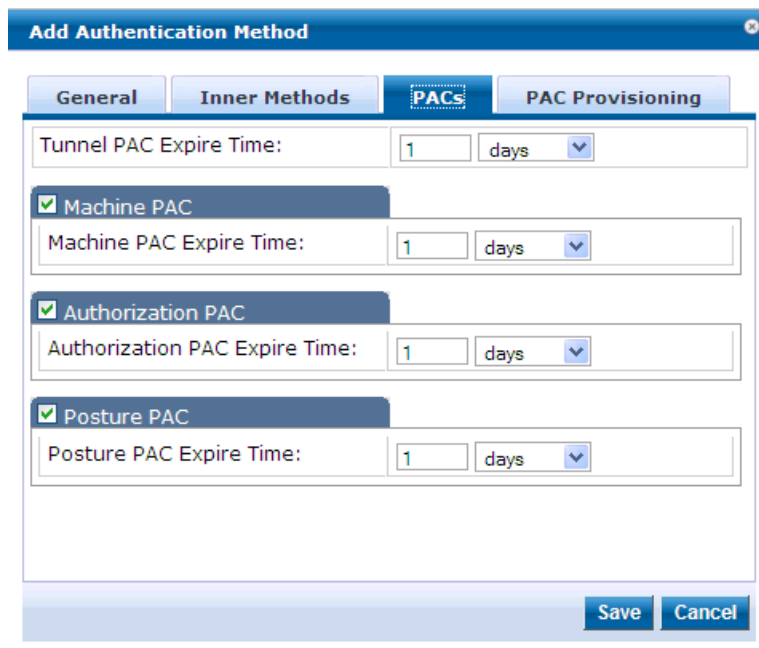 Add Authentication Method
General Inner Methods PACs PAC Provisioning
Tunnel PAC Expire Time: 1 days
Machine PAC
Machine PAC Expire Time: 1 days
Authorization PAC
Authorization PAC Expire Time: 1 days
Posture PAC
Posture PAC Expire Time: 1 days
Save Cancel